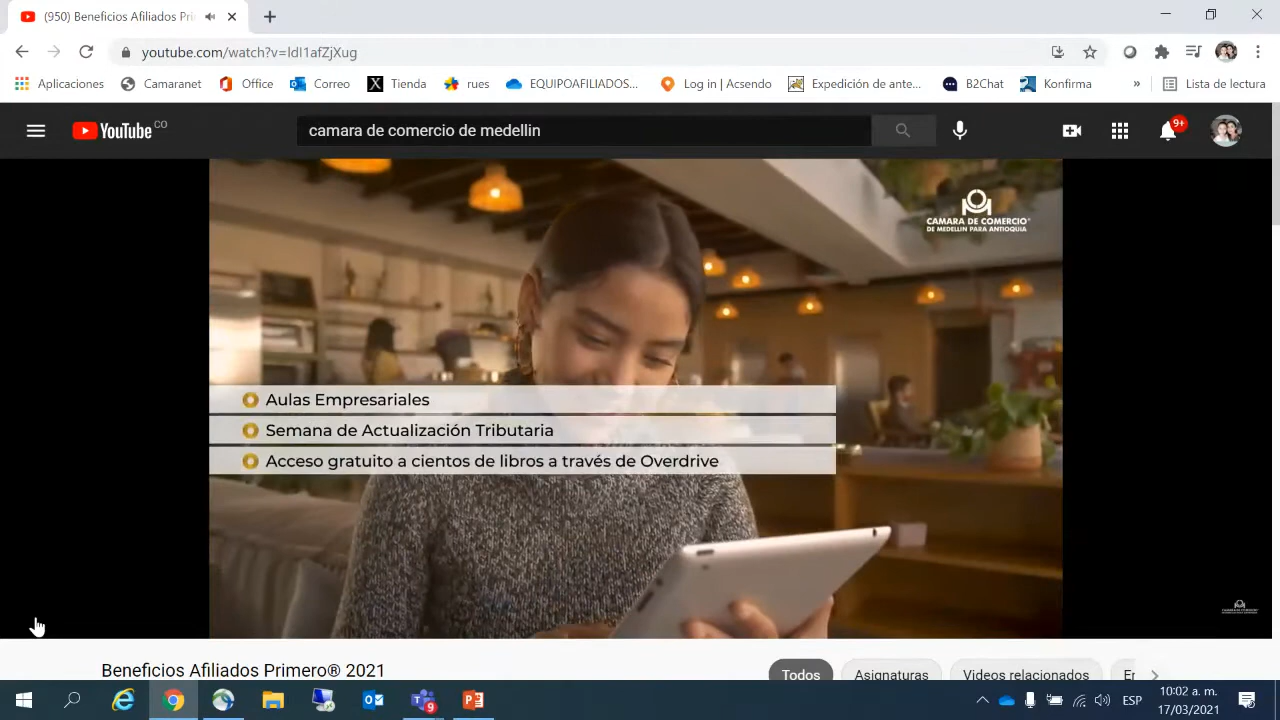 (950) Beneficios Afiliados Pri
youtube.com/watch?v=ldl1afZjXug
Aplicaciones
Camaranet
Office
Correo
Tienda
rues
EQUIPOAFILIADOS...
Log in | Acsendo
Expedición de ante...
B2Chat
Konfirma
»
Lista de lectura
YouTube CO
camara de comercio de medellin
9+
CAMARA DE COMERCIO®
DE MEDELLIN PARA ANTIOQUIA
Aulas Empresariales
Semana de Actualización Tributaria
Acceso gratuito a cientos de libros a través de Overdrive
Beneficios Afiliados Primero® 2021
Todos
Asignaturas
Videos relacionados
ESP
10:02 a. m.
17/03/2021